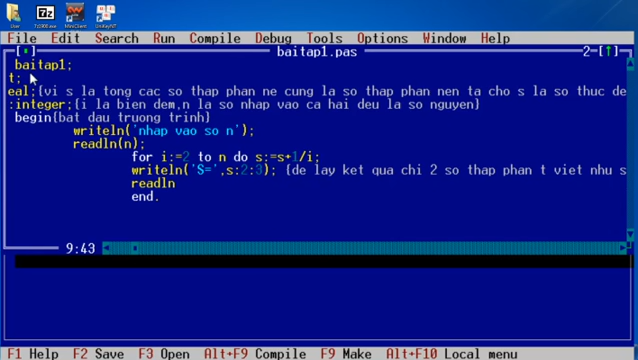 User
7z
Tc5000.exe
MiniClient
UniKeyNT
File Edit Search Run Compile Debug Tools Options Window Help
baitap1.pas 2
baitap1;
t;
eal;{vi s la tong cac so thap phan ne cung la so thap phan nen ta cho s la so thuc de
:integer;{i la bien dem,n la so nhap vao ca hai deu la so nguyen}
begin{bat dau truong trinh}
writeln('nhap vao so n');
readln(n);
for i:=2 to n do s:=s+1/i;
writeln('S=',s:2:3); {de lay ket qua chi 2 so thap phan t viet nhu s
readln
end.
9:43
F1 Help F2 Save F3 Open Alt+F9 Compile F9 Make Alt+F10 Local menu